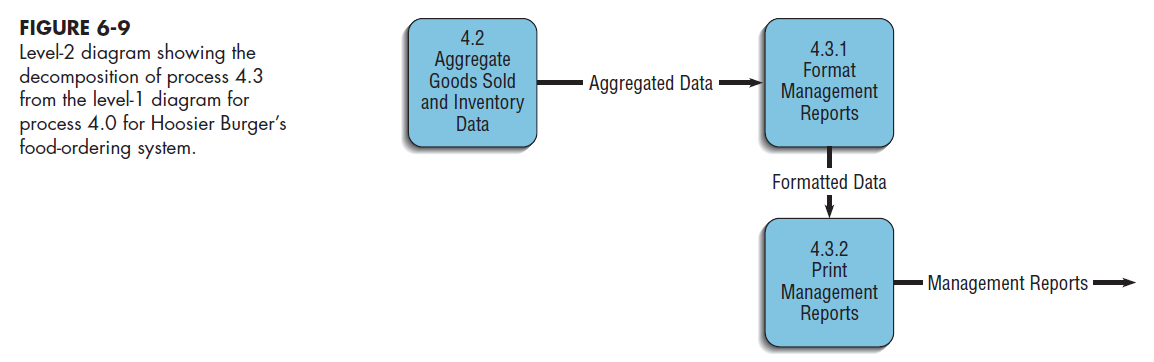 FIGURE 6-9
Level-2 diagram showing the
decomposition of process 4.3
from the level-1 diagram for
process 4.0 for Hoosier Burger’s
food-ordering system.
4.2
Aggregate
Goods Sold
and Inventory
Data
Aggregated Data
4.3.1
Format
Management
Reports
Formatted Data
4.3.2
Print
Management
Reports
Management Reports